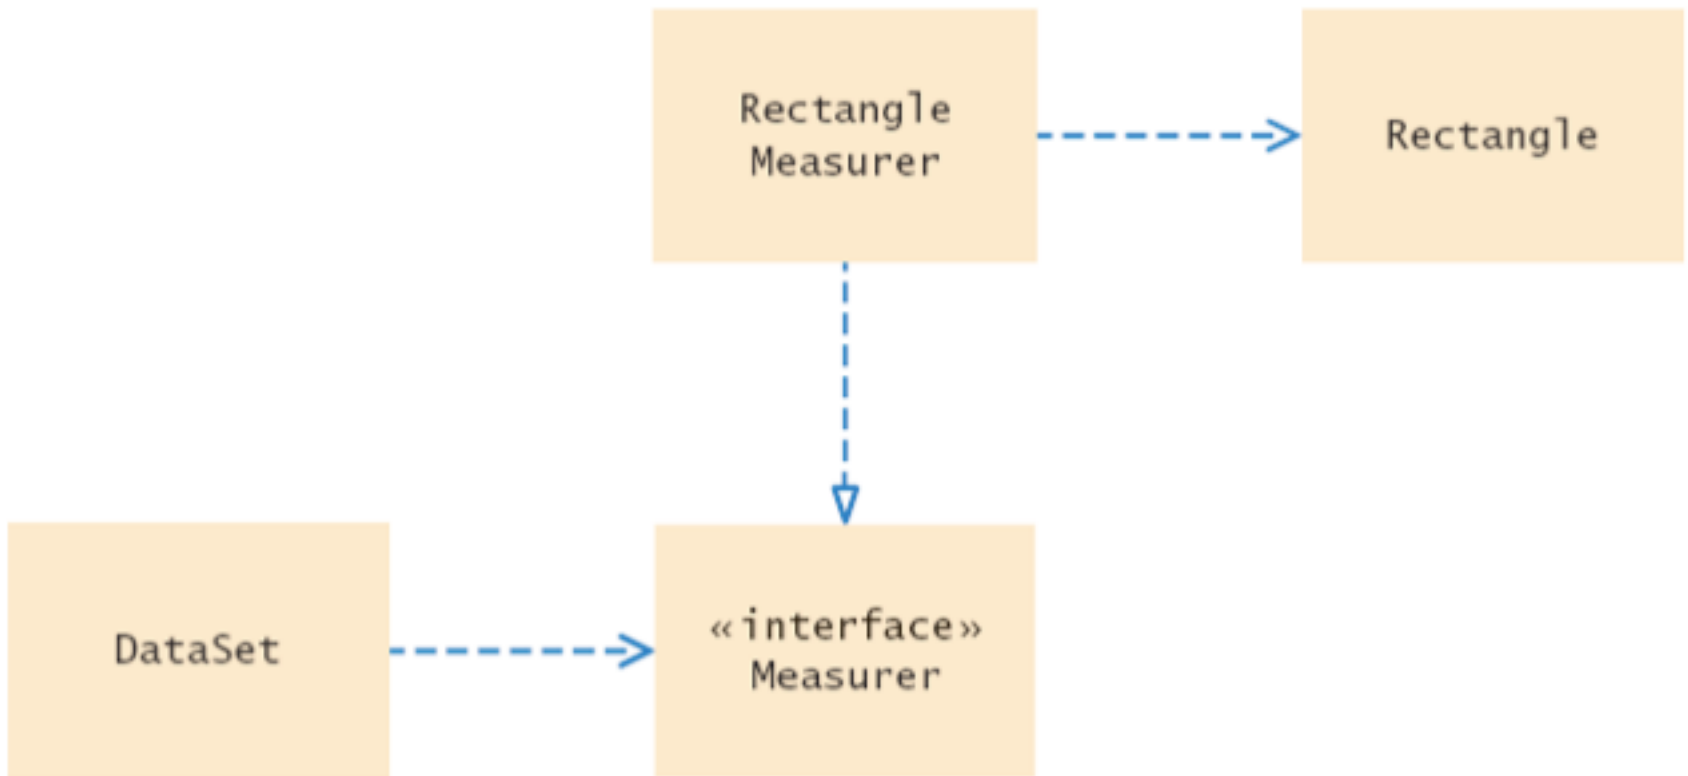 Rectangle
Measurer
Rectangle
DataSet
«interface»
Measurer